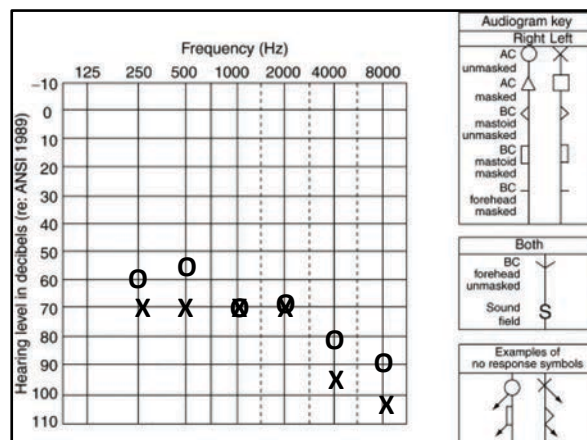 Frequency (Hz)
125 250 500 1000 2000 4000 8000
Hearing level in decibels (re: ANSI 1989)
–10
0
10
20
30
40
50
60
70
80
90
100
110
O O O O O O
X X X X X X
Audiogram key
Right Left
AC
unmasked
AC
masked
BC
mastoid
unmasked
BC
mastoid
masked
BC
forehead
masked
Both
BC
forehead
unmasked
Sound
field
S
Examples of
no response symbols